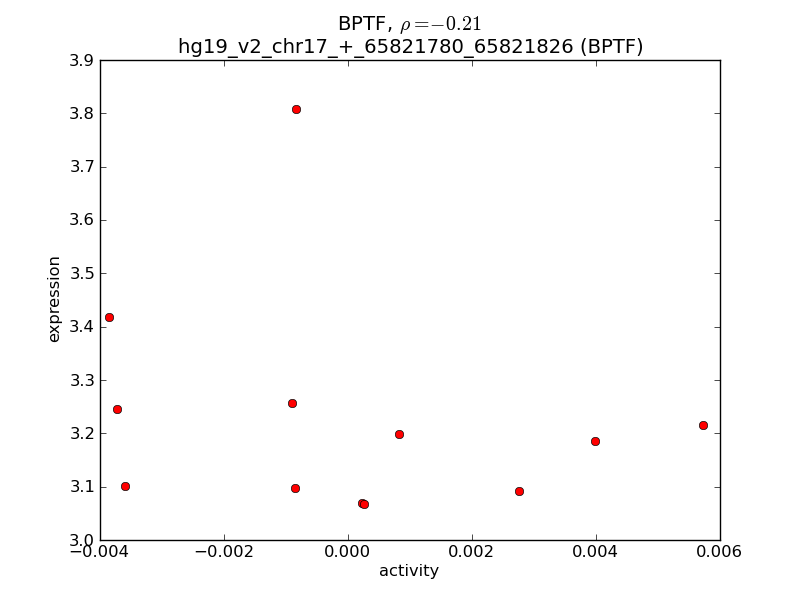 BPTF, ρ=−0.21
hg19_v2_chr17_+_65821780_65821826 (BPTF)
3.9
3.8
3.7
3.6
3.5
3.4
3.3
3.2
3.1
3.0
expression
−0.004 −0.002 0.000 0.002 0.004 0.006
activity